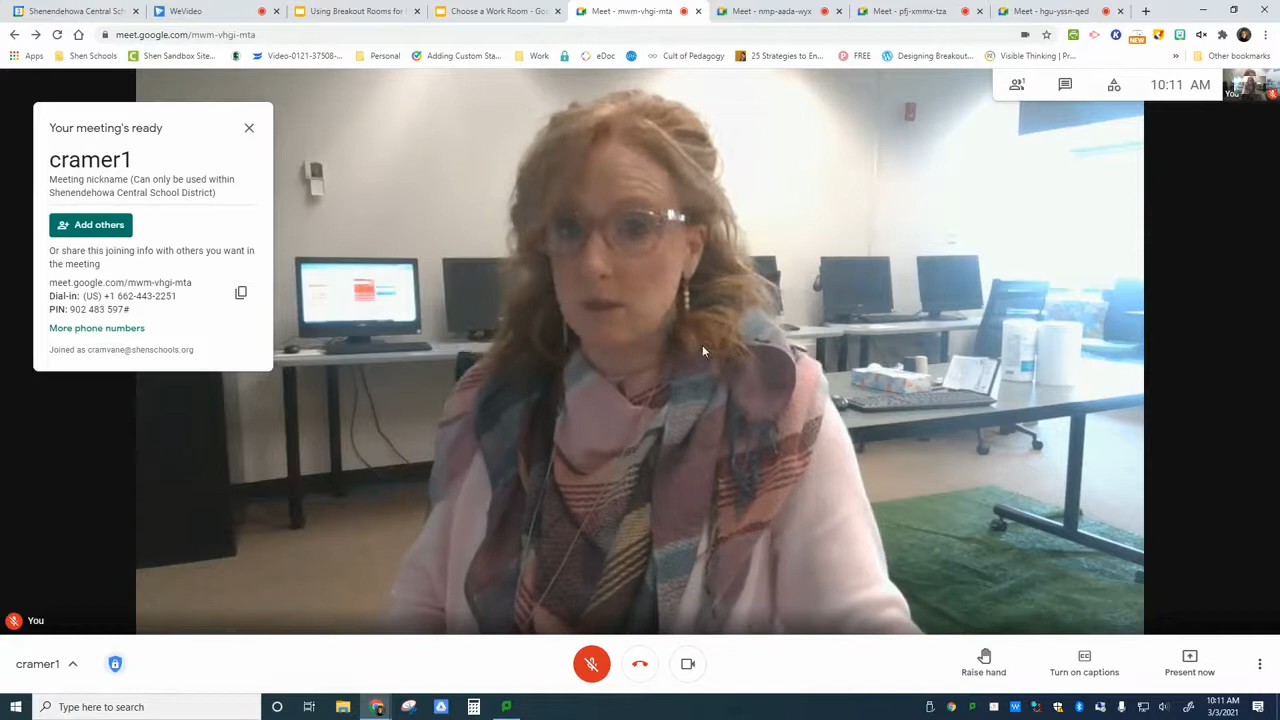 Shenendehowa Central Sch
WeVideo
Using Breakout Rooms for
Choose a Work Room - Go
Meet - mwm-vhgi-mta
Meet - nmp-aada-wyx
Meet - pfj-xmmx-tza
Meet - hgu-yssn-qed
meet.google.com/mwm-vhgi-mta
NEW
Apps
Shen Schools
Shen Sandbox Site...
Video-0121-37508-...
Adding Custom Sta...
Work
eDoc
Cult of Pedagogy
25 Strategies to En...
FREE
Designing Breakout...
Visible Thinking | Pr...
»
Other bookmarks
1
10:11 AM
You
Your meeting's ready
cramer1
Meeting nickname (Can only be used within
Shenendehowa Central School District)
Add others
Or share this joining info with others you want in
the meeting
meet.google.com/mwm-vhgi-mta
Dial-in: (US) +1 662-443-2251
PIN: 902 483 597#
More phone numbers
Joined as cramvane@shenschools.org
You
cramer1
Raise hand
CC
Turn on captions
Present now
Type here to search
10:11 AM
3/3/2021